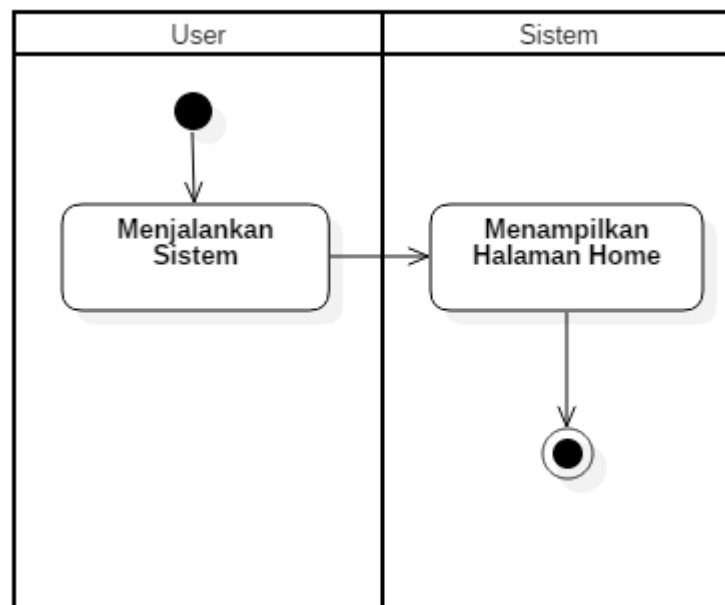 User
Sistem
Menjalankan
Sistem
Menampilkan
Halaman Home